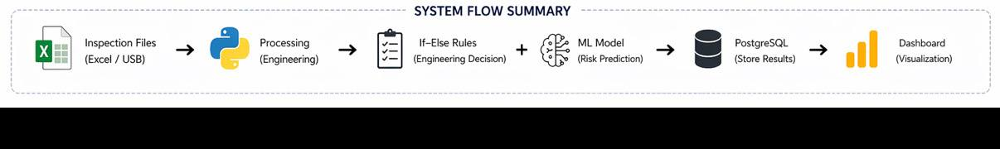 SYSTEM FLOW SUMMARY
X
Inspection Files
(Excel / USB)
Processing
(Engineering)
If–Else Rules
(Engineering Decision)
+
ML Model
(Risk Prediction)
PostgreSQL
(Store Results)
Dashboard
(Visualization)